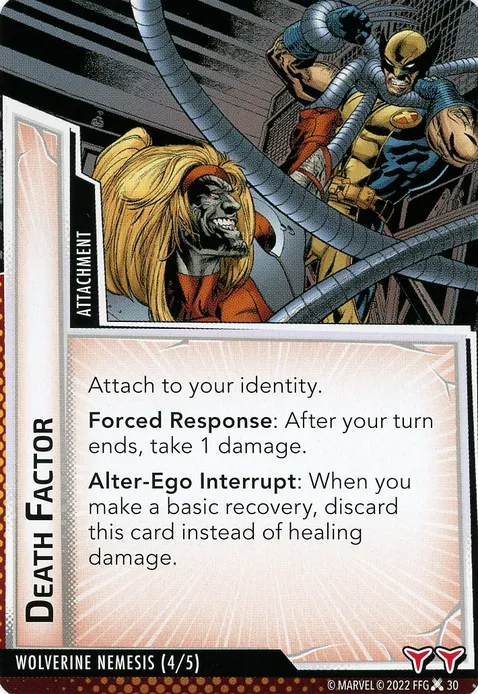 ATTACHMENT
DEATH FACTOR
Attach to your identity.
Forced Response: After your turn
ends, take 1 damage.
Alter-Ego Interrupt: When you
make a basic recovery, discard
this card instead of healing
damage.
WOLVERINE NEMESIS (4/5)
© MARVEL © 2022 FFG 30